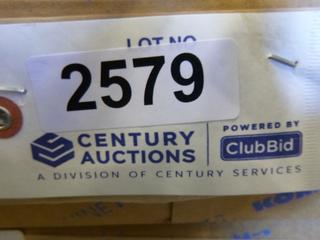 LOT NO.
2579
CENTURY
AUCTIONS
POWERED BY
ClubBid
A DIVISION OF CENTURY SERVICES